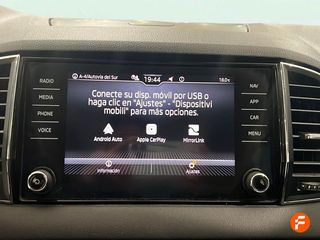 A-4/Autovía del Sur
19:44
18.0
RADIO
MEDIA
PHONE
VOICE
NAV
APP
CAR
MENU
Conecte su disp. móvil por USB o
haga clic en "Ajustes" - "Dispositivi
mobili" para más opciones.
Android Auto
Apple CarPlay
MirrorLink
Información
Ajustes